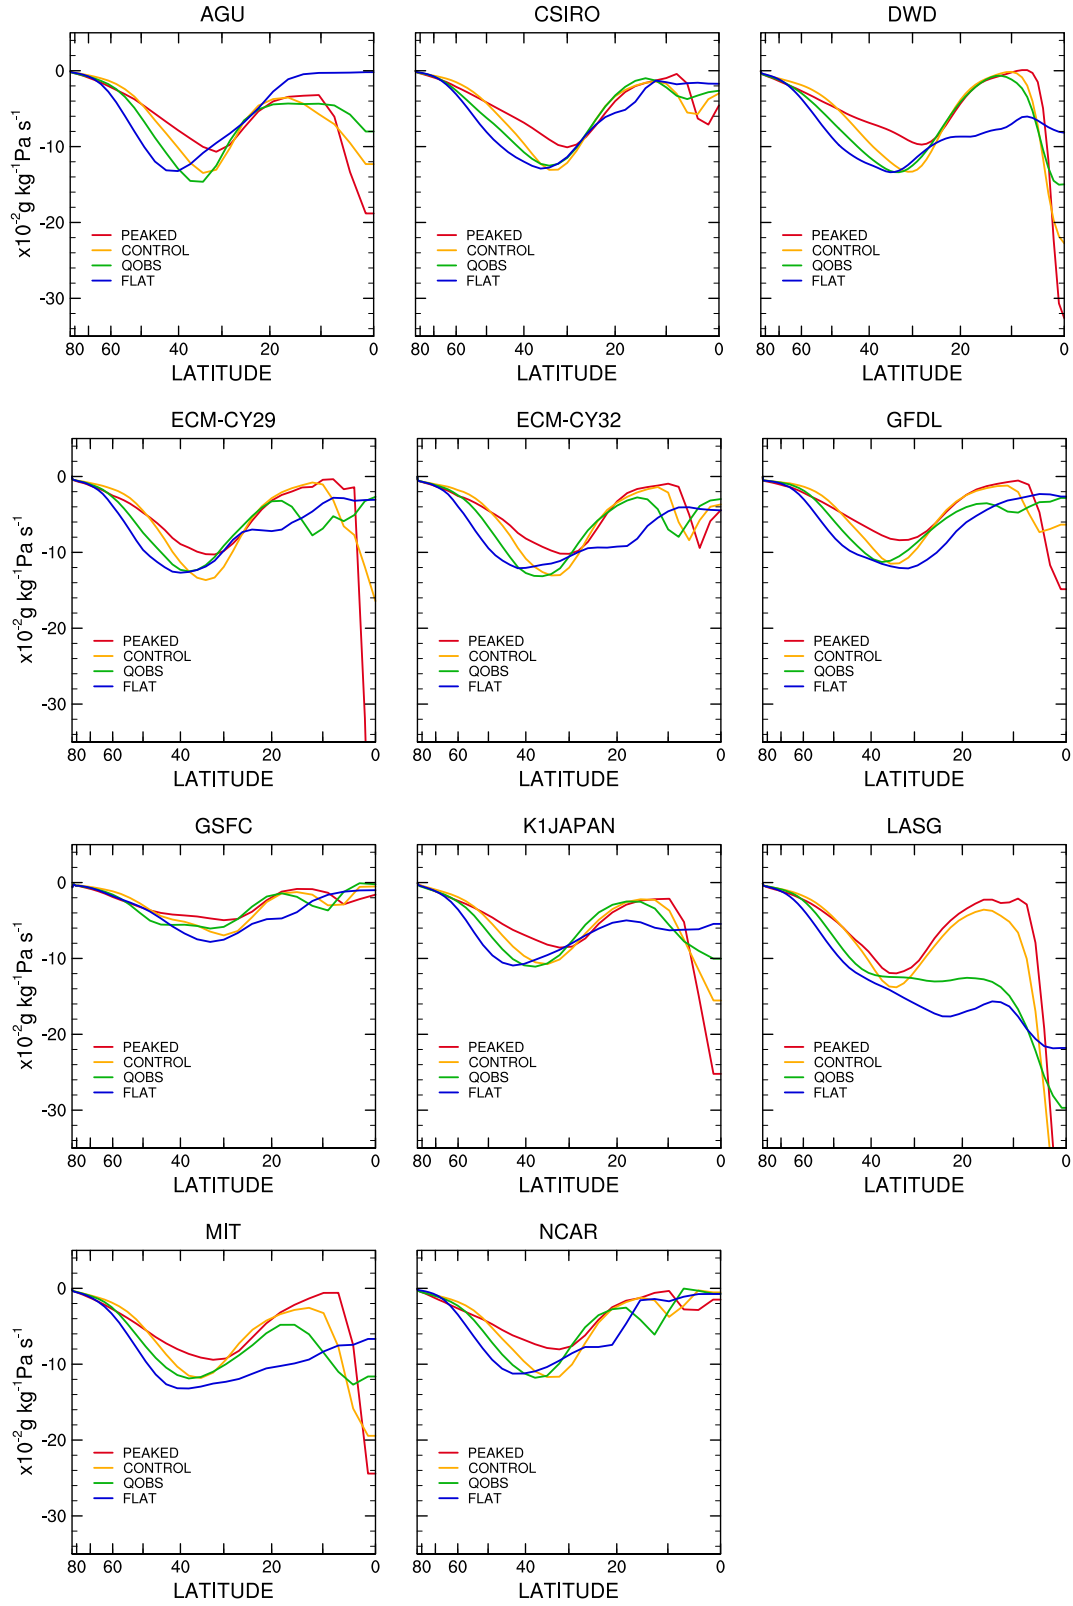 AGU CSIRO DWD
0
-10
-20
-30
x10-2g kg-1Pa s-1
PEAKED PEAKED PEAKED
CONTROL CONTROL CONTROL
QOBS QOBS QOBS
FLAT FLAT FLAT
80 60 40 20 0 80 60 40 20 0 80 60 40 20 0
LATITUDE LATITUDE LATITUDE
ECM-CY29 ECM-CY32 GFDL
0
-10
-20
-30
x10-2g kg-1Pa s-1
PEAKED PEAKED PEAKED
CONTROL CONTROL CONTROL
QOBS QOBS QOBS
FLAT FLAT FLAT
80 60 40 20 0 80 60 40 20 0 80 60 40 20 0
LATITUDE LATITUDE LATITUDE
GSFC K1JAPAN LASG
0
-10
-20
-30
x10-2g kg-1Pa s-1
PEAKED PEAKED PEAKED
CONTROL CONTROL CONTROL
QOBS QOBS QOBS
FLAT FLAT FLAT
80 60 40 20 0 80 60 40 20 0 80 60 40 20 0
LATITUDE LATITUDE LATITUDE
MIT NCAR
0
-10
-20
-30
x10-2g kg-1Pa s-1
PEAKED PEAKED
CONTROL CONTROL
QOBS QOBS
FLAT FLAT
80 60 40 20 0 80 60 40 20 0
LATITUDE LATITUDE